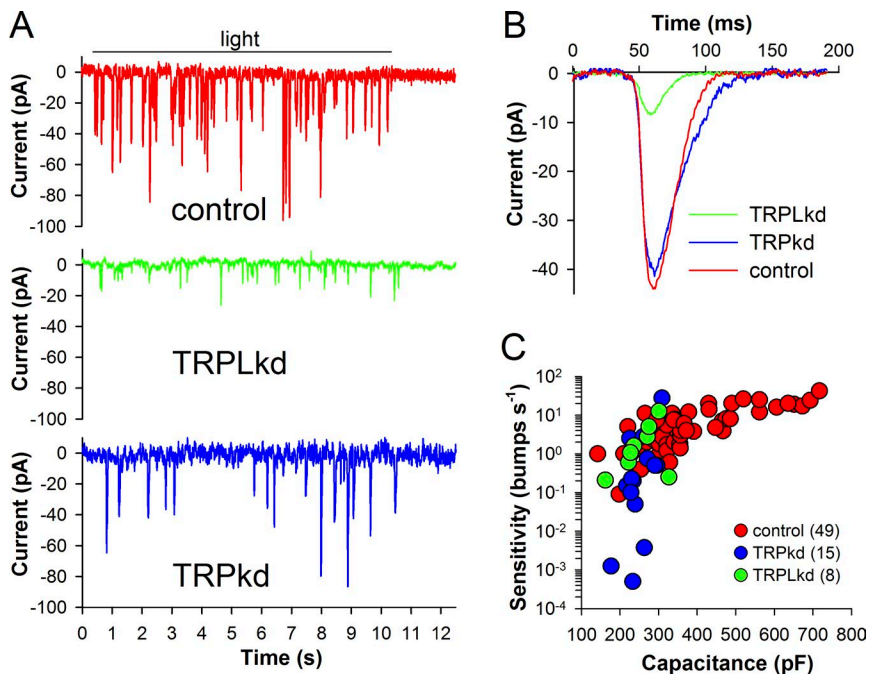 A
light
0
-20
-40
-60
-80
-100
Current (pA)
control
0
-20
-40
-60
-80
-100
Current (pA)
TRPLkd
0
-20
-40
-60
-80
-100
Current (pA)
TRPkd
0 1 2 3 4 5 6 7 8 9 10 11 12
Time (s)
B
Time (ms)
0 50 100 150 200
0
-10
-20
-30
-40
Current (pA)
TRPLkd
TRPkd
control
C
10²
10¹
10⁰
10⁻¹
10⁻²
10⁻³
10⁻⁴
Sensitivity (bumps s⁻¹)
control (49)
TRPkd (15)
TRPLkd (8)
100 200 300 400 500 600 700 800
Capacitance (pF)